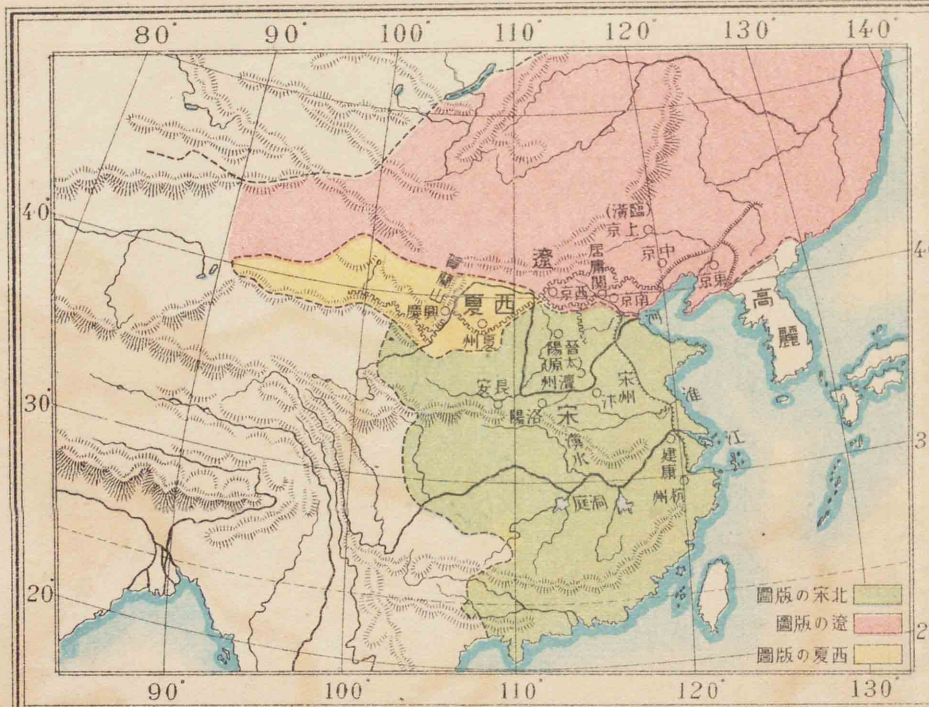 80°
90°
100°
110°
120°
130°
140°
40°
30°
20°
4
3
2
90°
100°
110°
120°
130°
(臨潢)
上京
中京
東京
居庸關
南京
西京
遼
賀蘭山
西夏
興慶
夏州
高
麗
河
晉陽
(太原)
澶州
宋州
汴
淮
長安
洛陽
宋
漢水
建康
江
杭州
洞庭
北宋の版圖
遼の版圖
西夏の版圖